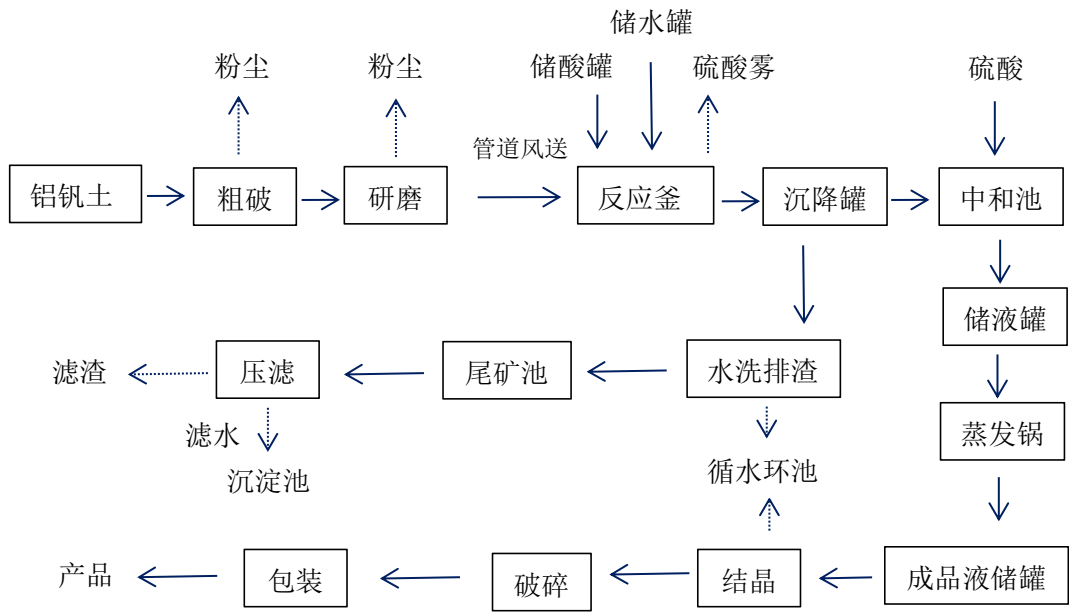 储水罐
粉尘
粉尘
储酸罐
硫酸雾
硫酸
管道风送
铝钒土
粗破
研磨
反应釜
沉降罐
中和池
储液罐
滤渣
压滤
尾矿池
水洗排渣
蒸发锅
滤水
沉淀池
循水环池
产品
包装
破碎
结晶
成品液储罐